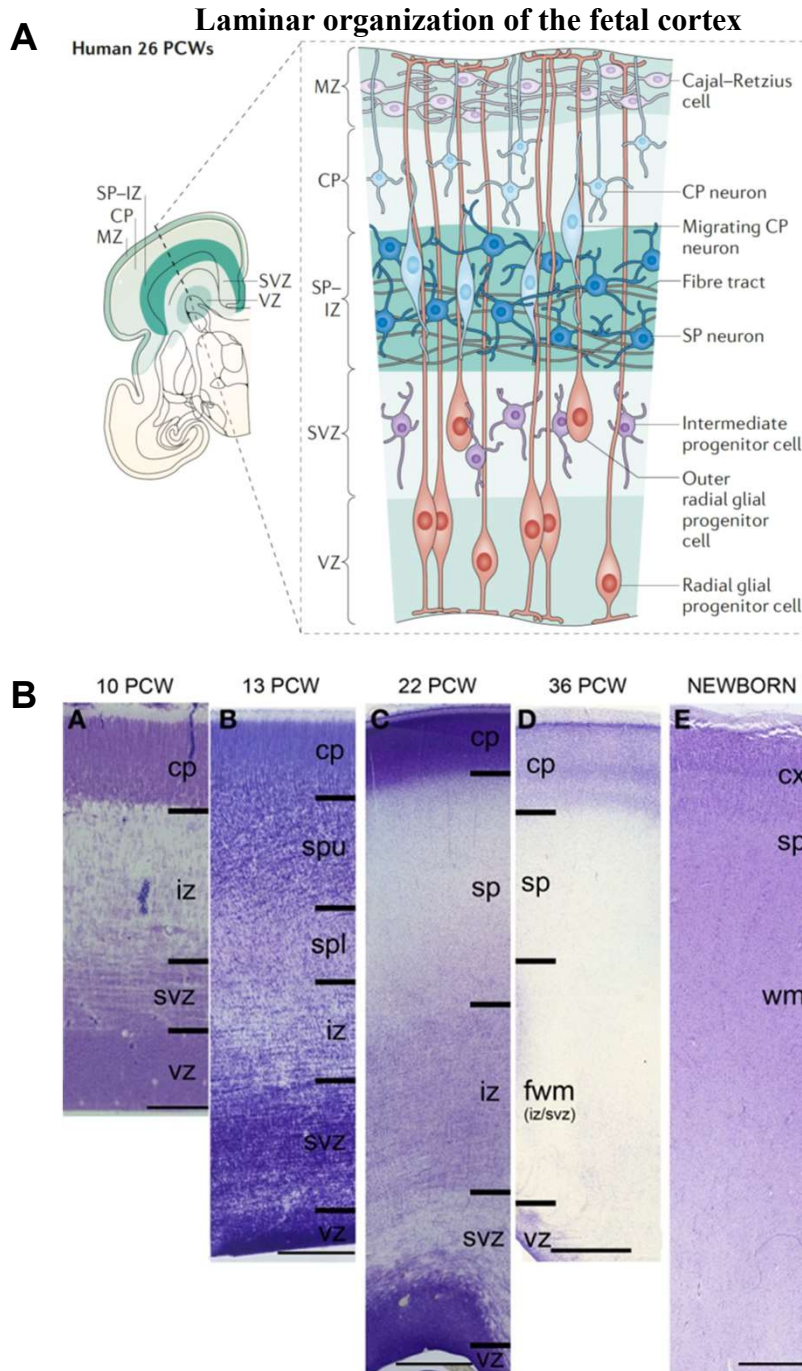 Laminar organization of the fetal cortex
A
Human 26 PCWs
SP–IZ
CP
MZ
SVZ
VZ
MZ
CP
SP–
IZ
SVZ
VZ
Cajal–Retzius
cell
CP neuron
Migrating CP
neuron
Fibre tract
SP neuron
Intermediate
progenitor cell
Outer
radial glial
progenitor
cell
Radial glial
progenitor cell
B
10 PCW
13 PCW
22 PCW
36 PCW
NEWBORN
A
cp
iz
svz
vz
B
cp
spu
spl
iz
svz
vz
C
cp
sp
iz
svz
vz
D
cp
sp
fwm
(iz/svz)
vz
E
cx
sp
wm